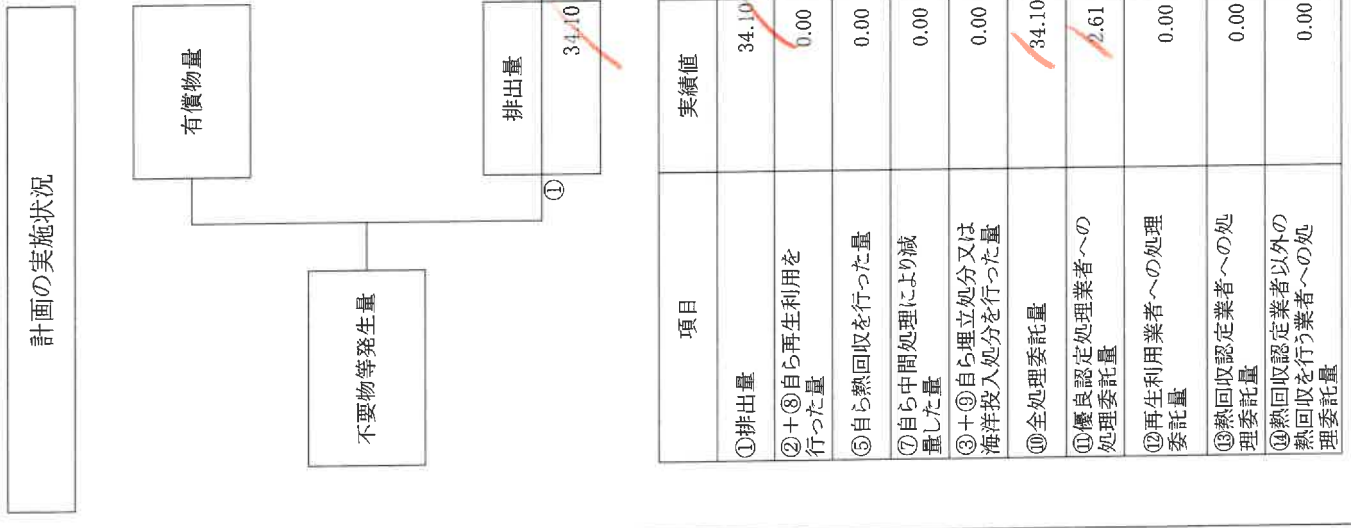 計画の実施状況
有償物量
不要物等発生量
排出量
①
34.10
項目
実績値
①排出量
34.10
②+⑧自ら再生利用を
行った量
0.00
⑤自ら熱回収を行った量
0.00
⑦自ら中間処理により減
量した量
0.00
③+⑨自ら埋立処分又は
海洋投入処分を行った量
0.00
⑩全処理委託量
34.10
⑪優良認定処理業者への
処理委託量
2.61
⑫再生利用業者への処理
委託量
0.00
⑬熱回収認定業者への処
理委託量
0.00
⑭熱回収認定業者以外の
熱回収を行う業者への処
理委託量
0.00